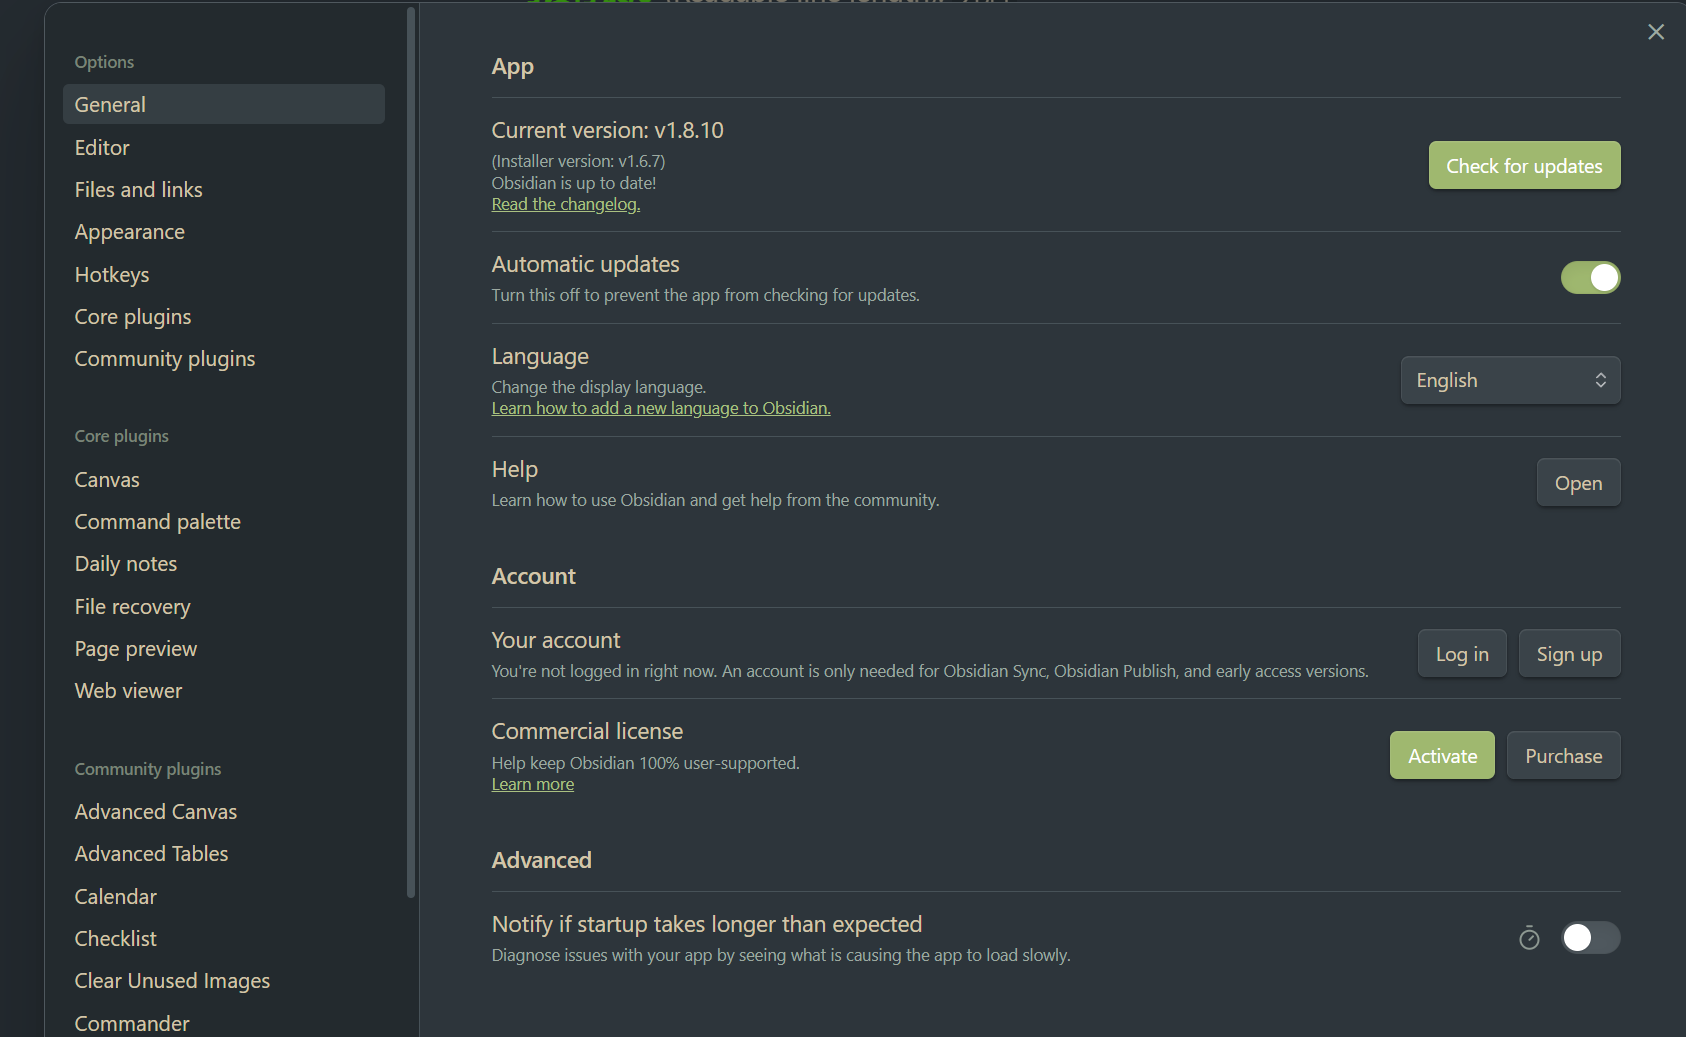 Options
General
Editor
Files and links
Appearance
Hotkeys
Core plugins
Community plugins
Core plugins
Canvas
Command palette
Daily notes
File recovery
Page preview
Web viewer
Community plugins
Advanced Canvas
Advanced Tables
Calendar
Checklist
Clear Unused Images
Commander
App
Current version: v1.8.10
(Installer version: v1.6.7)
Obsidian is up to date!
Read the changelog.
Check for updates
Automatic updates
Turn this off to prevent the app from checking for updates.
Language
Change the display language.
Learn how to add a new language to Obsidian.
English
Help
Learn how to use Obsidian and get help from the community.
Open
Account
Your account
You're not logged in right now. An account is only needed for Obsidian Sync, Obsidian Publish, and early access versions.
Log in
Sign up
Commercial license
Help keep Obsidian 100% user-supported.
Learn more
Activate
Purchase
Advanced
Notify if startup takes longer than expected
Diagnose issues with your app by seeing what is causing the app to load slowly.